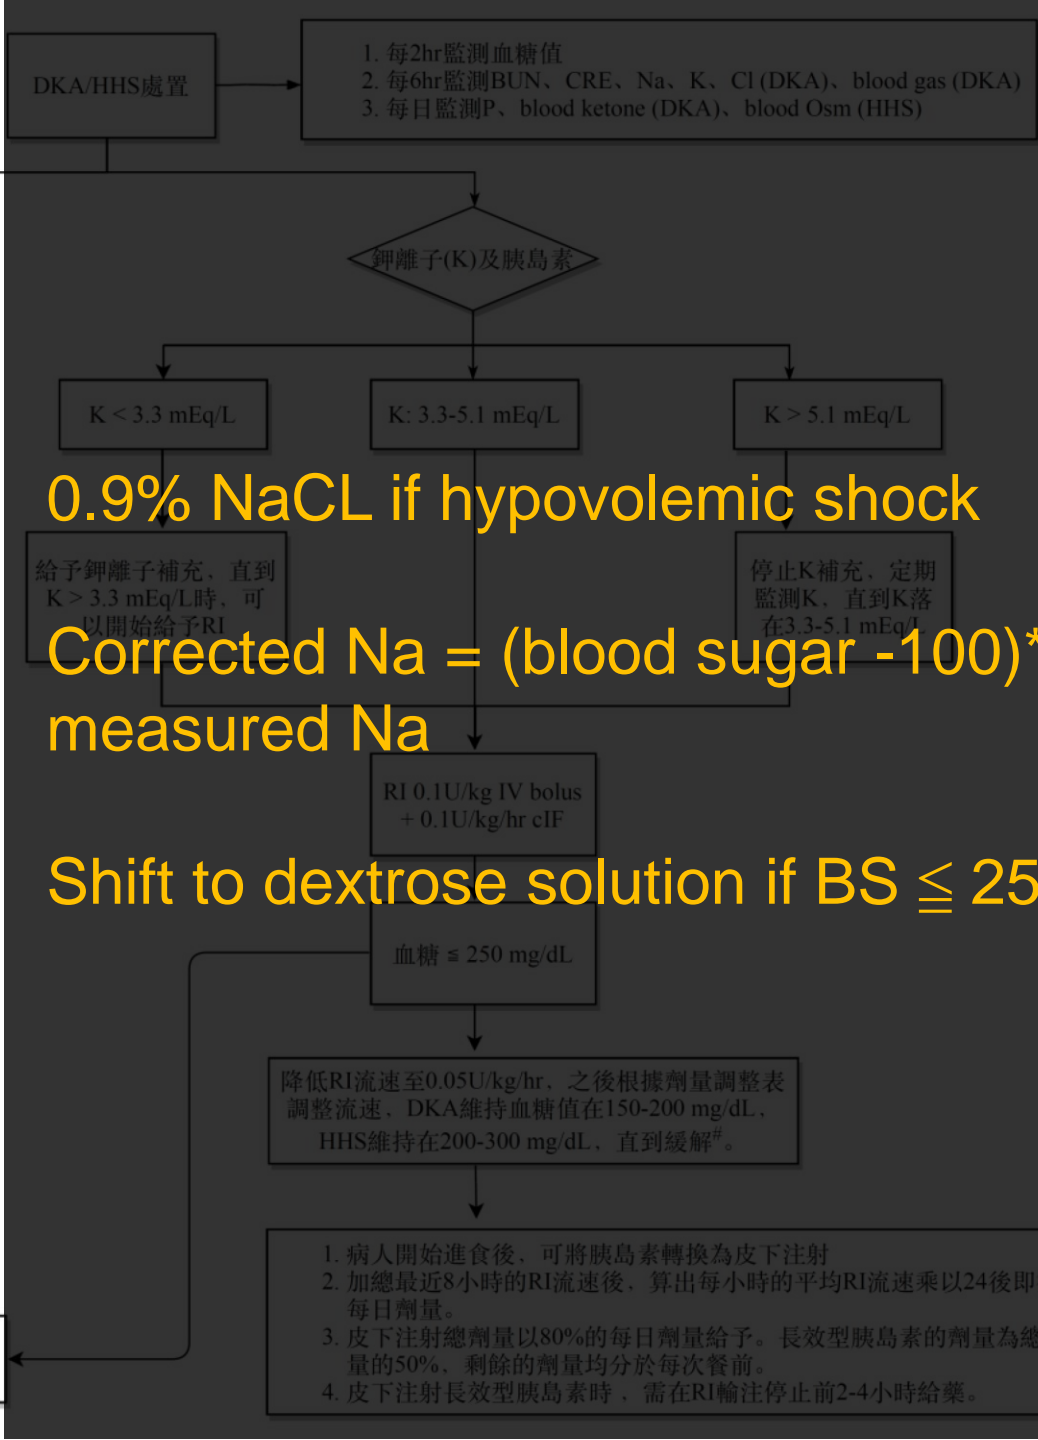 DKA/HHS處置
1. 每2hr監測血糖值
2. 每6hr監測BUN、CRE、Na、K、Cl (DKA)、blood gas (DKA)
3. 每日監測P、blood ketone (DKA)、blood Osm (HHS)
鉀離子(K)及胰島素
K < 3.3 mEq/L
K: 3.3-5.1 mEq/L
K > 5.1 mEq/L
0.9% NaCL if hypovolemic shock
給予鉀離子補充，直到
K > 3.3 mEq/L時，可
以開始給予RI
停止K補充，定期
監測K，直到K落
在3.3-5.1 mEq/L
Corrected Na = (blood sugar -100)*
measured Na
RI 0.1U/kg IV bolus
+ 0.1U/kg/hr cIF
Shift to dextrose solution if BS ≦ 25
血糖 ≦ 250 mg/dL
降低RI流速至0.05U/kg/hr，之後根據劑量調整表
調整流速，DKA維持血糖值在150-200 mg/dL，
HHS維持在200-300 mg/dL，直到緩解#。
1. 病人開始進食後，可將胰島素轉換為皮下注射
2. 加總最近8小時的RI流速後，算出每小時的平均RI流速乘以24後即
每日劑量。
3. 皮下注射總劑量以80%的每日劑量給予。長效型胰島素的劑量為總
量的50%，剩餘的劑量均分於每次餐前。
4. 皮下注射長效型胰島素時，需在RI輸注停止前2-4小時給藥。